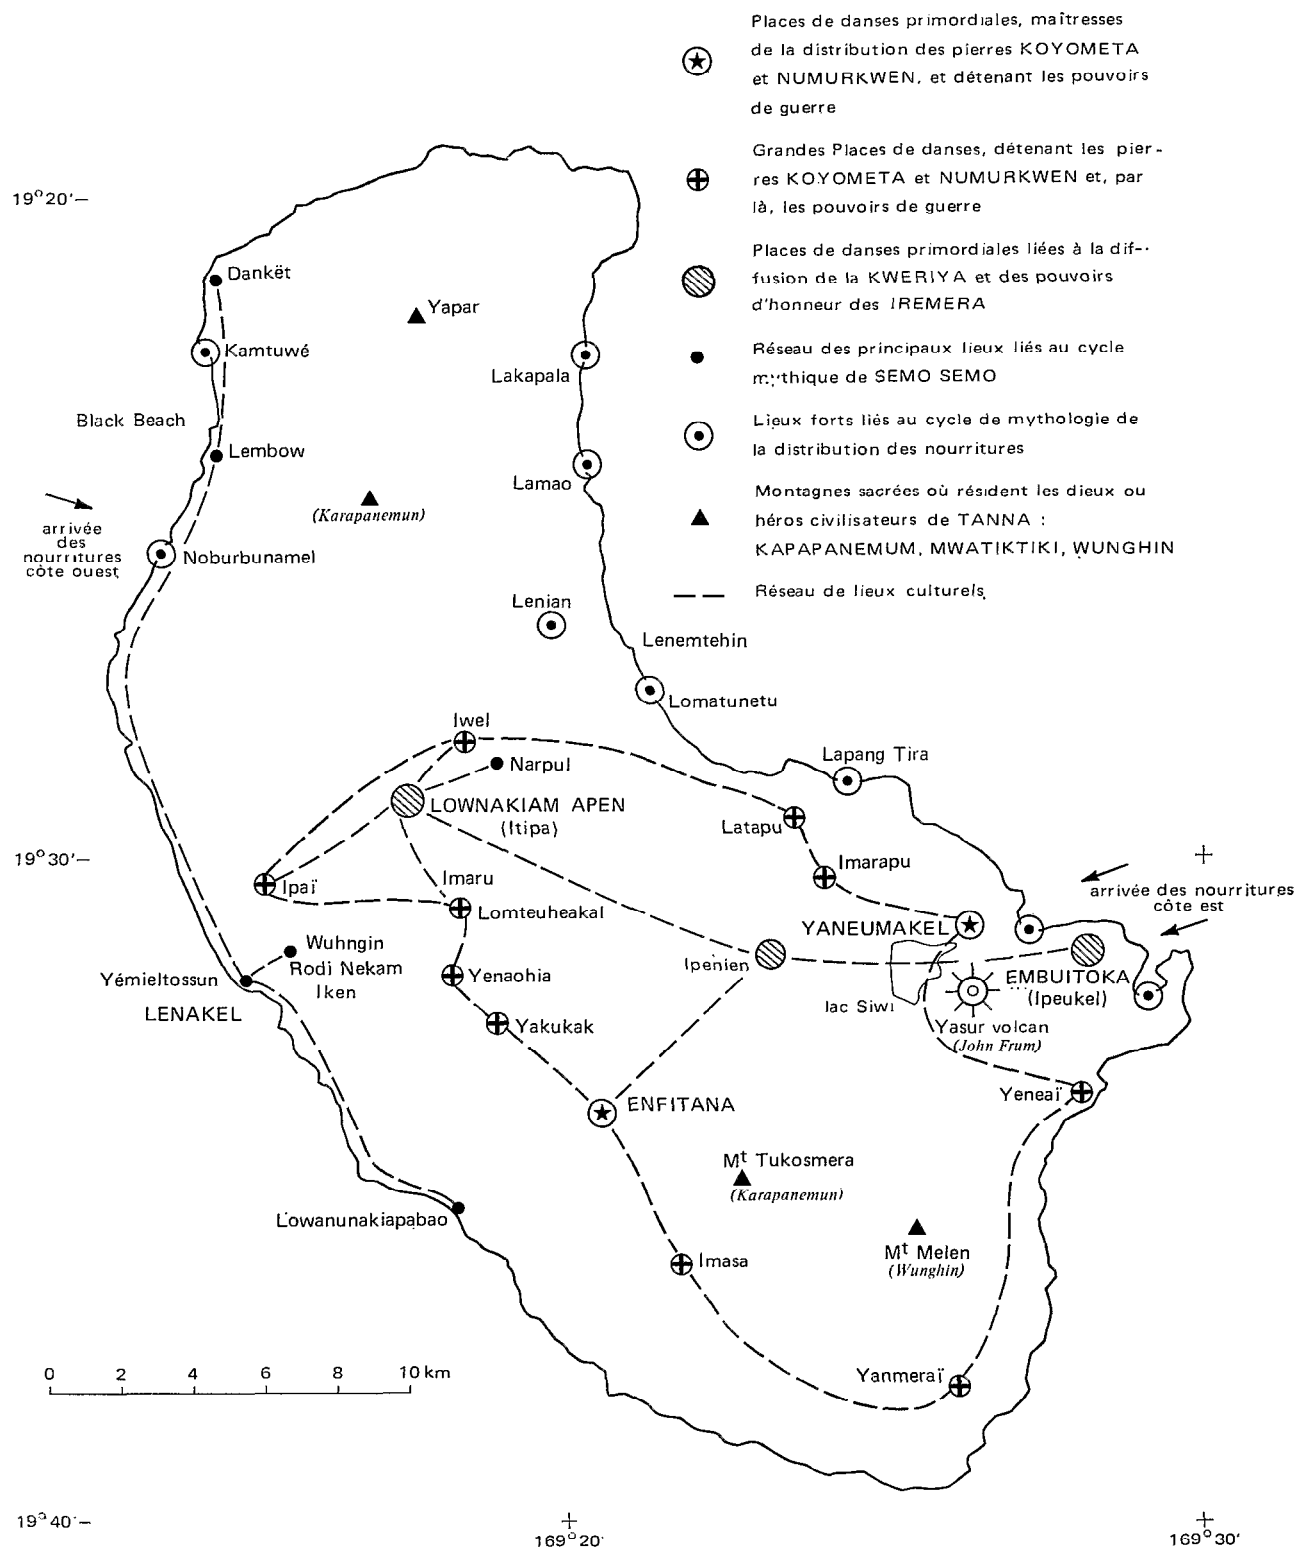 Places de danses primordiales, maîtresses
de la distribution des pierres KOYOMETA
et NUMURKWEN, et détenant les pouvoirs
de guerre
Grandes Places de danses, détenant les pier-
res KOYOMETA et NUMURKWEN et, par
là, les pouvoirs de guerre
Places de danses primordiales liées à la dif-
fusion de la KWERIYA et des pouvoirs
d'honneur des IREMERA
Réseau des principaux lieux liés au cycle
mythique de SEMO SEMO
Lieux forts liés au cycle de mythologie de
la distribution des nourritures
Montagnes sacrées où résident les dieux ou
héros civilisateurs de TANNA :
KAPAPANEMUM, MWATIKTIKI, WUNGHIN
Réseau de lieux culturels
19°20'
Dankët
Yapar
Kamtuwé
Lakapala
Black Beach
Lembow
Lamao
(Karapanemun)
arrivée
des
nourritures
côte ouest
Noburbunamel
Lenian
Lenemtehin
Lomatunetu
Iwel
Narpul
Lapang Tira
LOWNAKIAM APEN
(Itipa)
Latapu
19°30'
Imarapu
Ipaï
Imaru
Lomteuheakal
arrivée des nourritures
côte est
YANEUMAKEL
Wuhngin
Rodi Nekam
Iken
Yémieltossun
LENAKEL
Yenaohia
Ipenien
EMBUITOKA
(Ipeukel)
lac Siwi
Yakukak
Yasur volcan
(John Frum)
Yeneaï
ENFITANA
Mt Tukosmera
(Karapanemun)
Lowanunakiapabao
Mt Melen
(Wunghin)
Imasa
Yanmeraï
0 2 4 6 8 10 km
19°40'
169°20'
169°30'